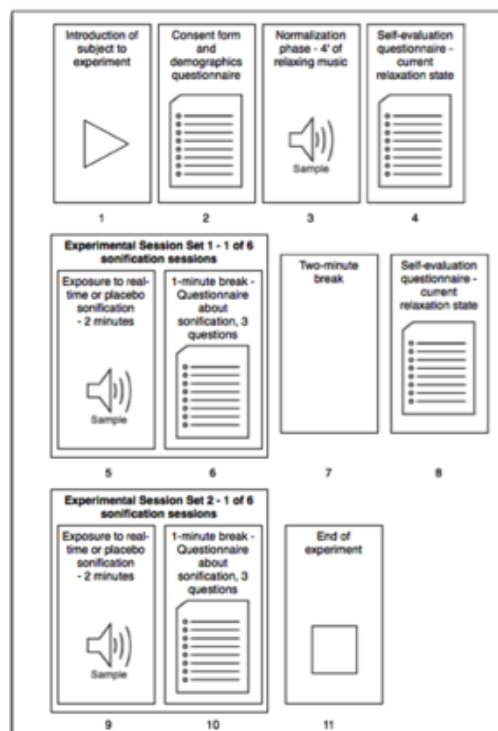 Introduction of
subject to
experiment
Consent form
and
demographics
questionnaire
Normalization
phase - 4' of
relaxing music
Self-evaluation
questionnaire -
current
relaxation state
Sample
1
2
3
4
Experimental Session Set 1 - 1 of 6
sonification sessions
Exposure to real-
time or placebo
sonification
- 2 minutes
1-minute break -
Questionnaire
about
sonification, 3
questions
Two-minute
break
Self-evaluation
questionnaire -
current
relaxation state
Sample
5
6
7
8
Experimental Session Set 2 - 1 of 6
sonification sessions
Exposure to real-
time or placebo
sonification
- 2 minutes
1-minute break -
Questionnaire
about
sonification, 3
questions
End of
experiment
Sample
9
10
11